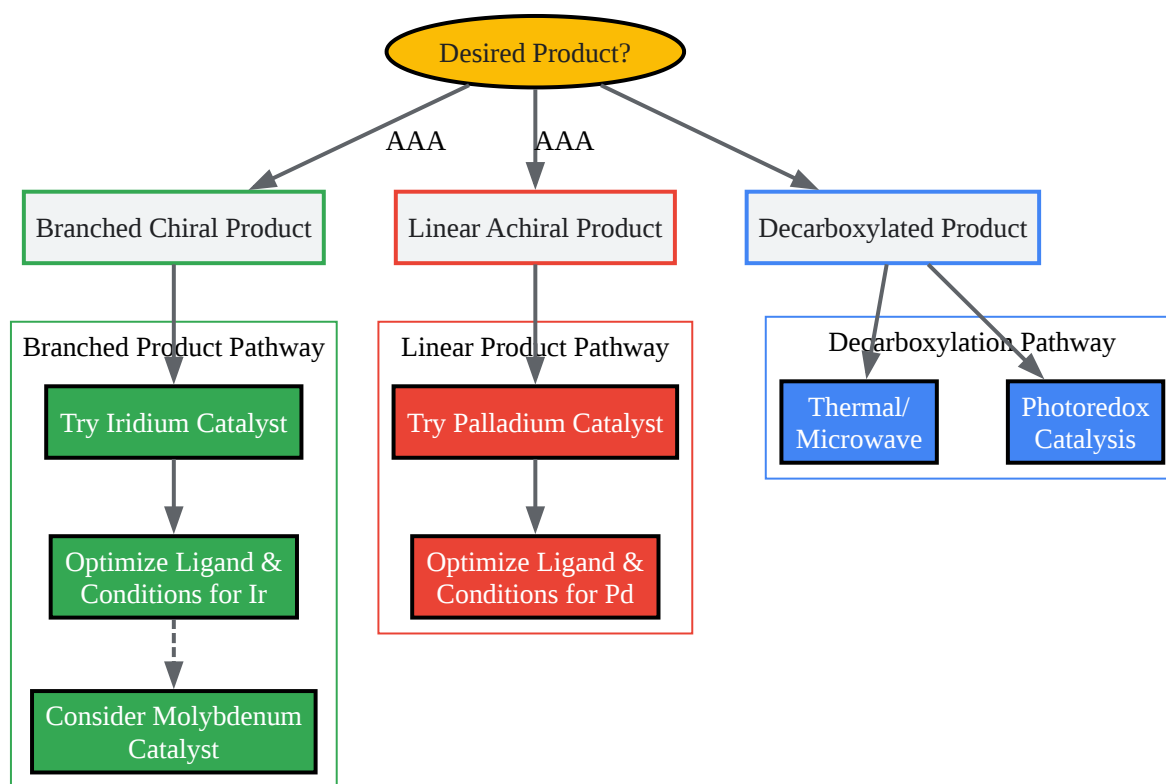 Desired Product?
AAA
AAA
Branched Chiral Product
Linear Achiral Product
Decarboxylated Product
Branched Product Pathway
Linear Product Pathway
Decarboxylation Pathway
Try Iridium Catalyst
Try Palladium Catalyst
Thermal/
Microwave
Photoredox
Catalysis
Optimize Ligand &
Conditions for Ir
Optimize Ligand &
Conditions for Pd
Consider Molybdenum
Catalyst